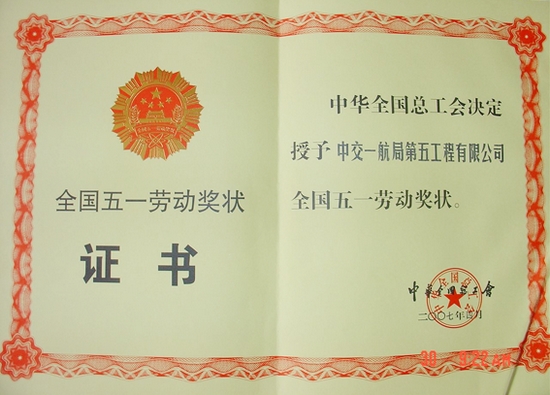 全国五一劳动奖状
证书
中华全国总工会决定
授予 中交一航局第五工程有限公司
全国五一劳动奖状。
中华全国总工会
二〇〇七年四月